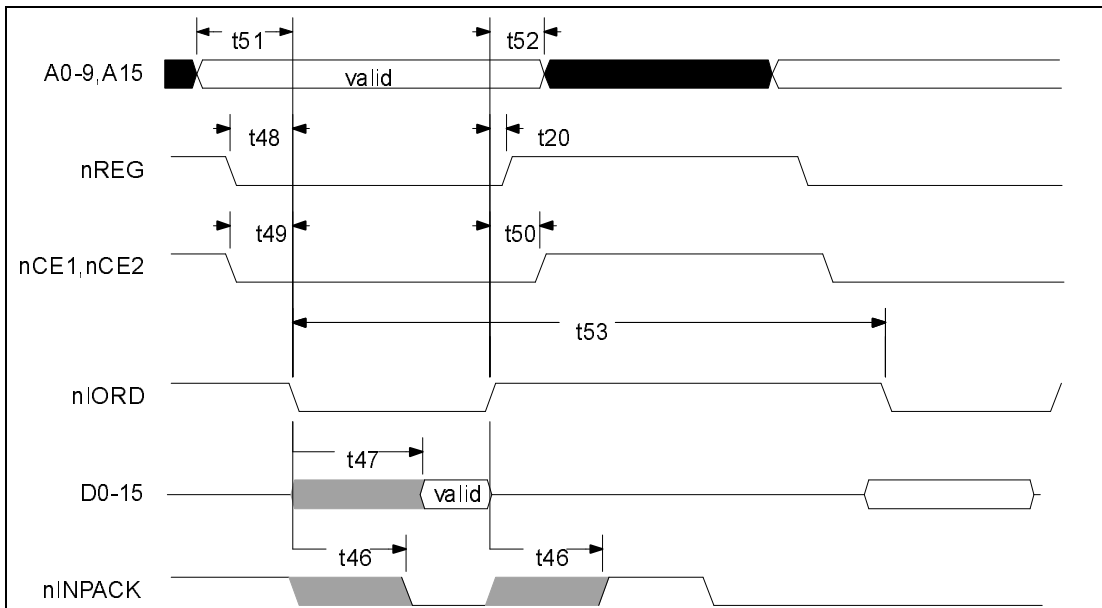 t51
t52
A0-9,A15
valid
t48
t20
nREG
t49
t50
nCE1,nCE2
t53
nIORD
t47
D0-15
valid
t46
t46
nINPACK